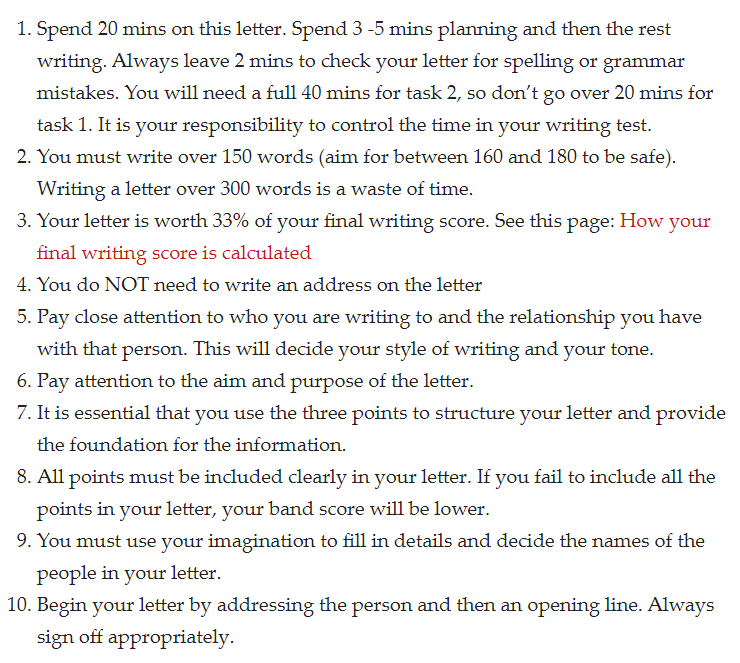 1. Spend 20 mins on this letter. Spend 3 -5 mins planning and then the rest
writing. Always leave 2 mins to check your letter for spelling or grammar
mistakes. You will need a full 40 mins for task 2, so don’t go over 20 mins for
task 1. It is your responsibility to control the time in your writing test.
2. You must write over 150 words (aim for between 160 and 180 to be safe).
Writing a letter over 300 words is a waste of time.
3. Your letter is worth 33% of your final writing score. See this page: How your
final writing score is calculated
4. You do NOT need to write an address on the letter
5. Pay close attention to who you are writing to and the relationship you have
with that person. This will decide your style of writing and your tone.
6. Pay attention to the aim and purpose of the letter.
7. It is essential that you use the three points to structure your letter and provide
the foundation for the information.
8. All points must be included clearly in your letter. If you fail to include all the
points in your letter, your band score will be lower.
9. You must use your imagination to fill in details and decide the names of the
people in your letter.
10. Begin your letter by addressing the person and then an opening line. Always
sign off appropriately.